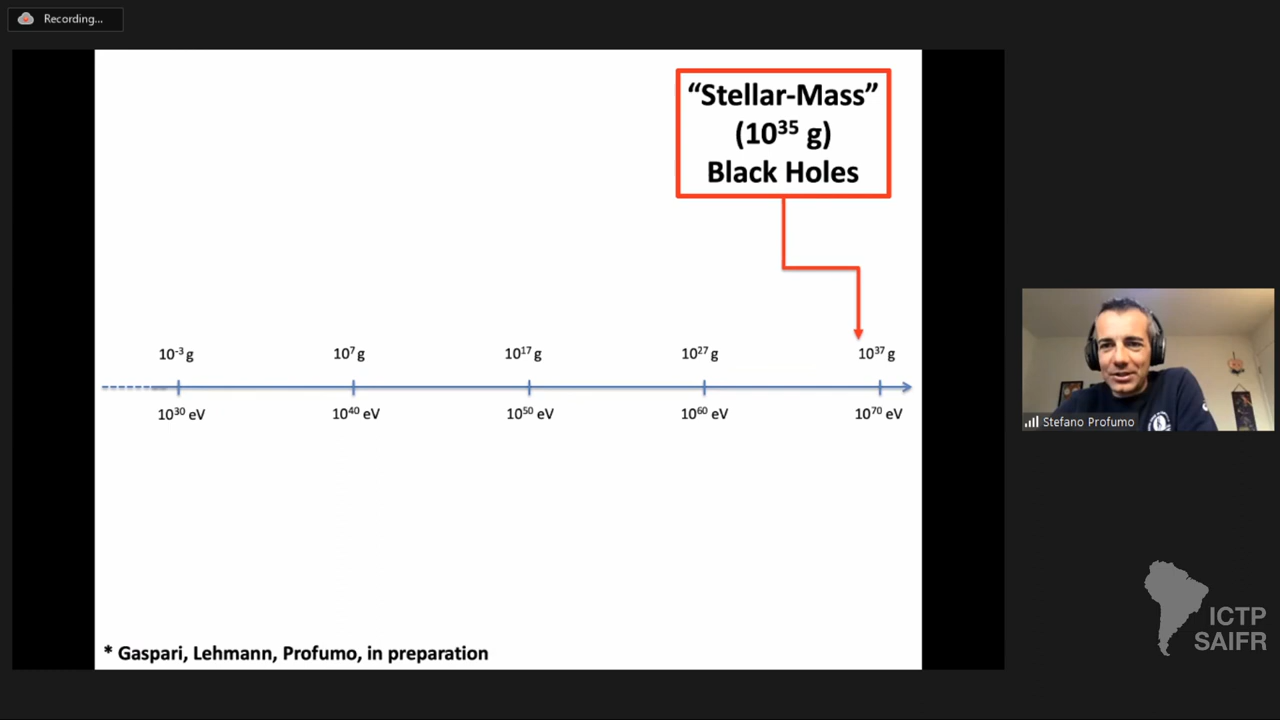 Recording...
“Stellar-Mass”
(10³⁵ g)
Black Holes
10⁻³ g 10⁷ g 10¹⁷ g 10²⁷ g 10³⁷ g
10³⁰ eV 10⁴⁰ eV 10⁵⁰ eV 10⁶⁰ eV 10⁷⁰ eV
* Gaspari, Lehmann, Profumo, in preparation
Stefano Profumo
ICTP
SAIFR